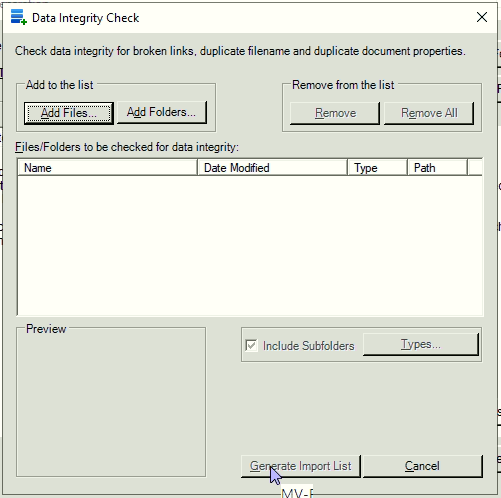 Data Integrity Check
Check data integrity for broken links, duplicate filename and duplicate document properties.
Add to the list
Remove from the list
Add Files...
Add Folders...
Remove
Remove All
Files/Folders to be checked for data integrity:
Name
Date Modified
Type
Path
Preview
Include Subfolders
Types...
Generate Import List
Cancel